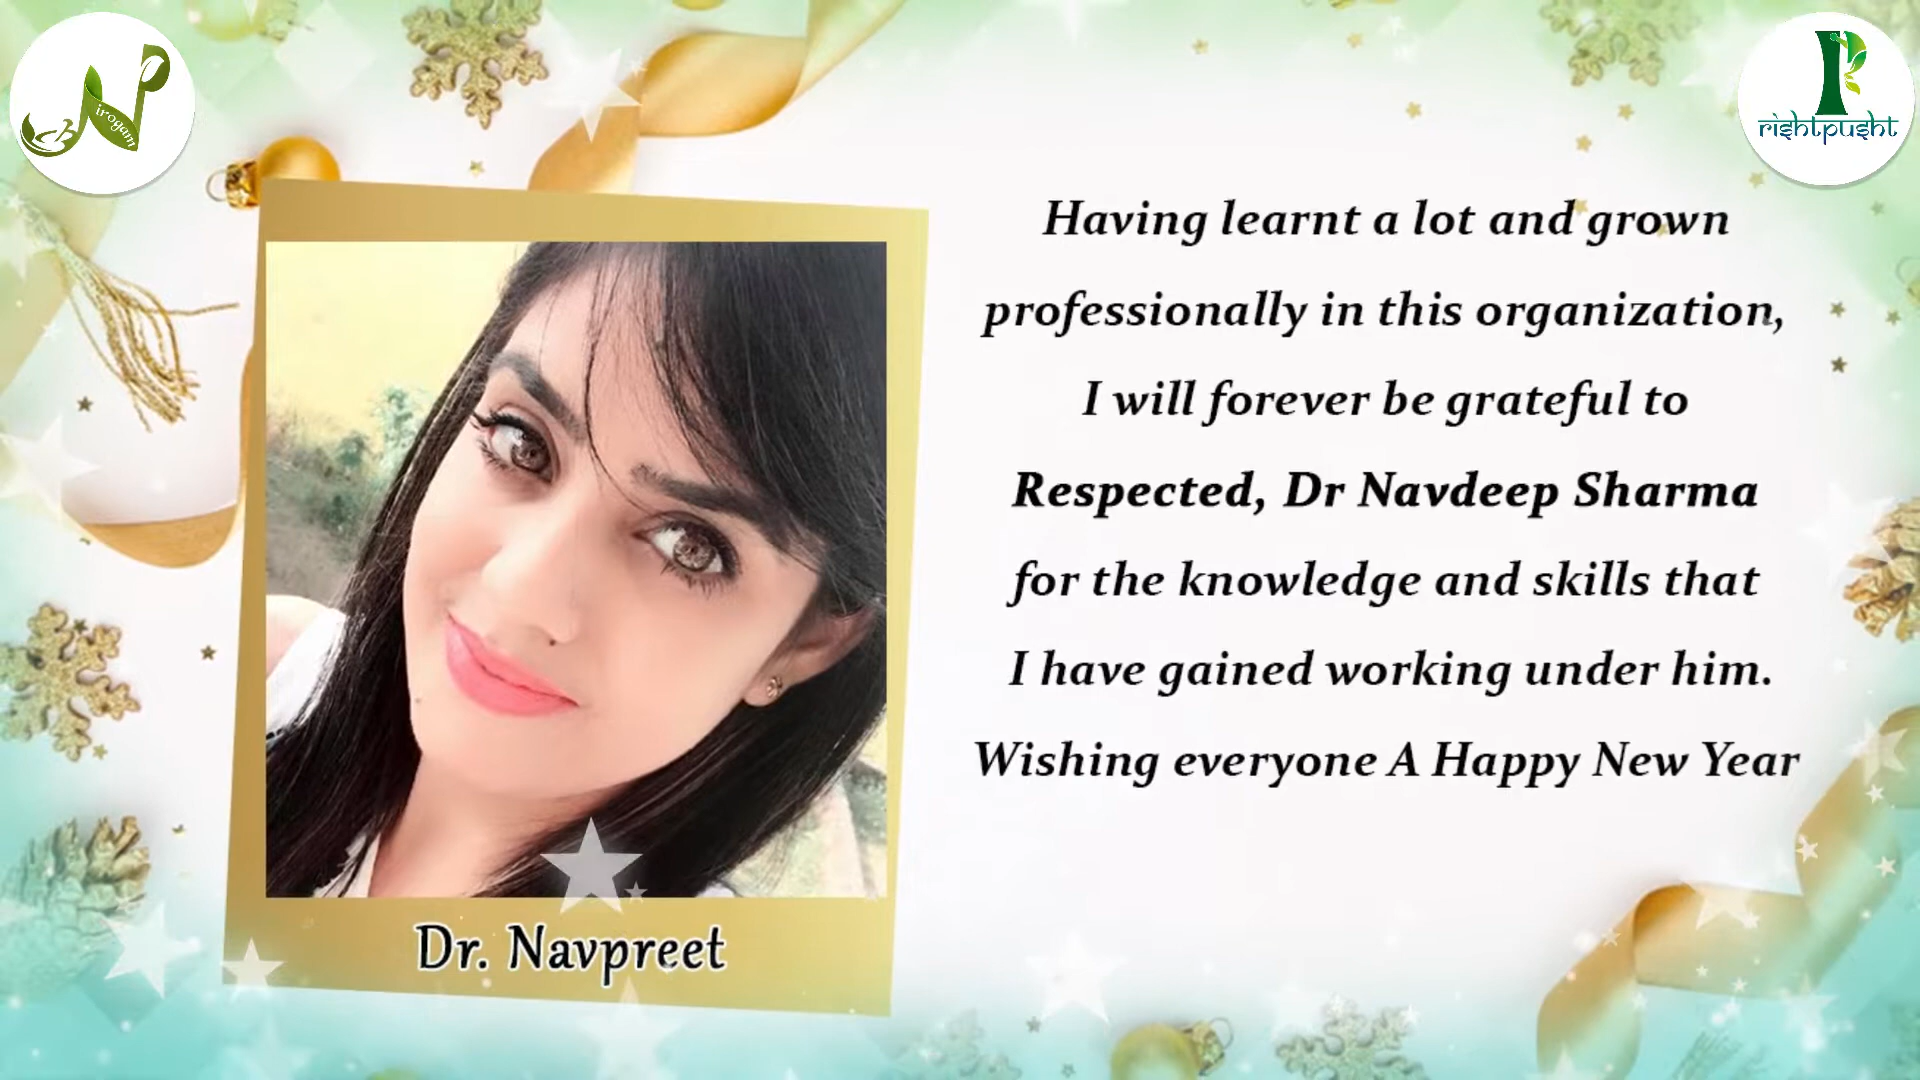 Nirogam
rishtpusht
Having learnt a lot and grown
professionally in this organization,
I will forever be grateful to
Respected, Dr Navdeep Sharma
for the knowledge and skills that
I have gained working under him.
Wishing everyone A Happy New Year
Dr. Navpreet